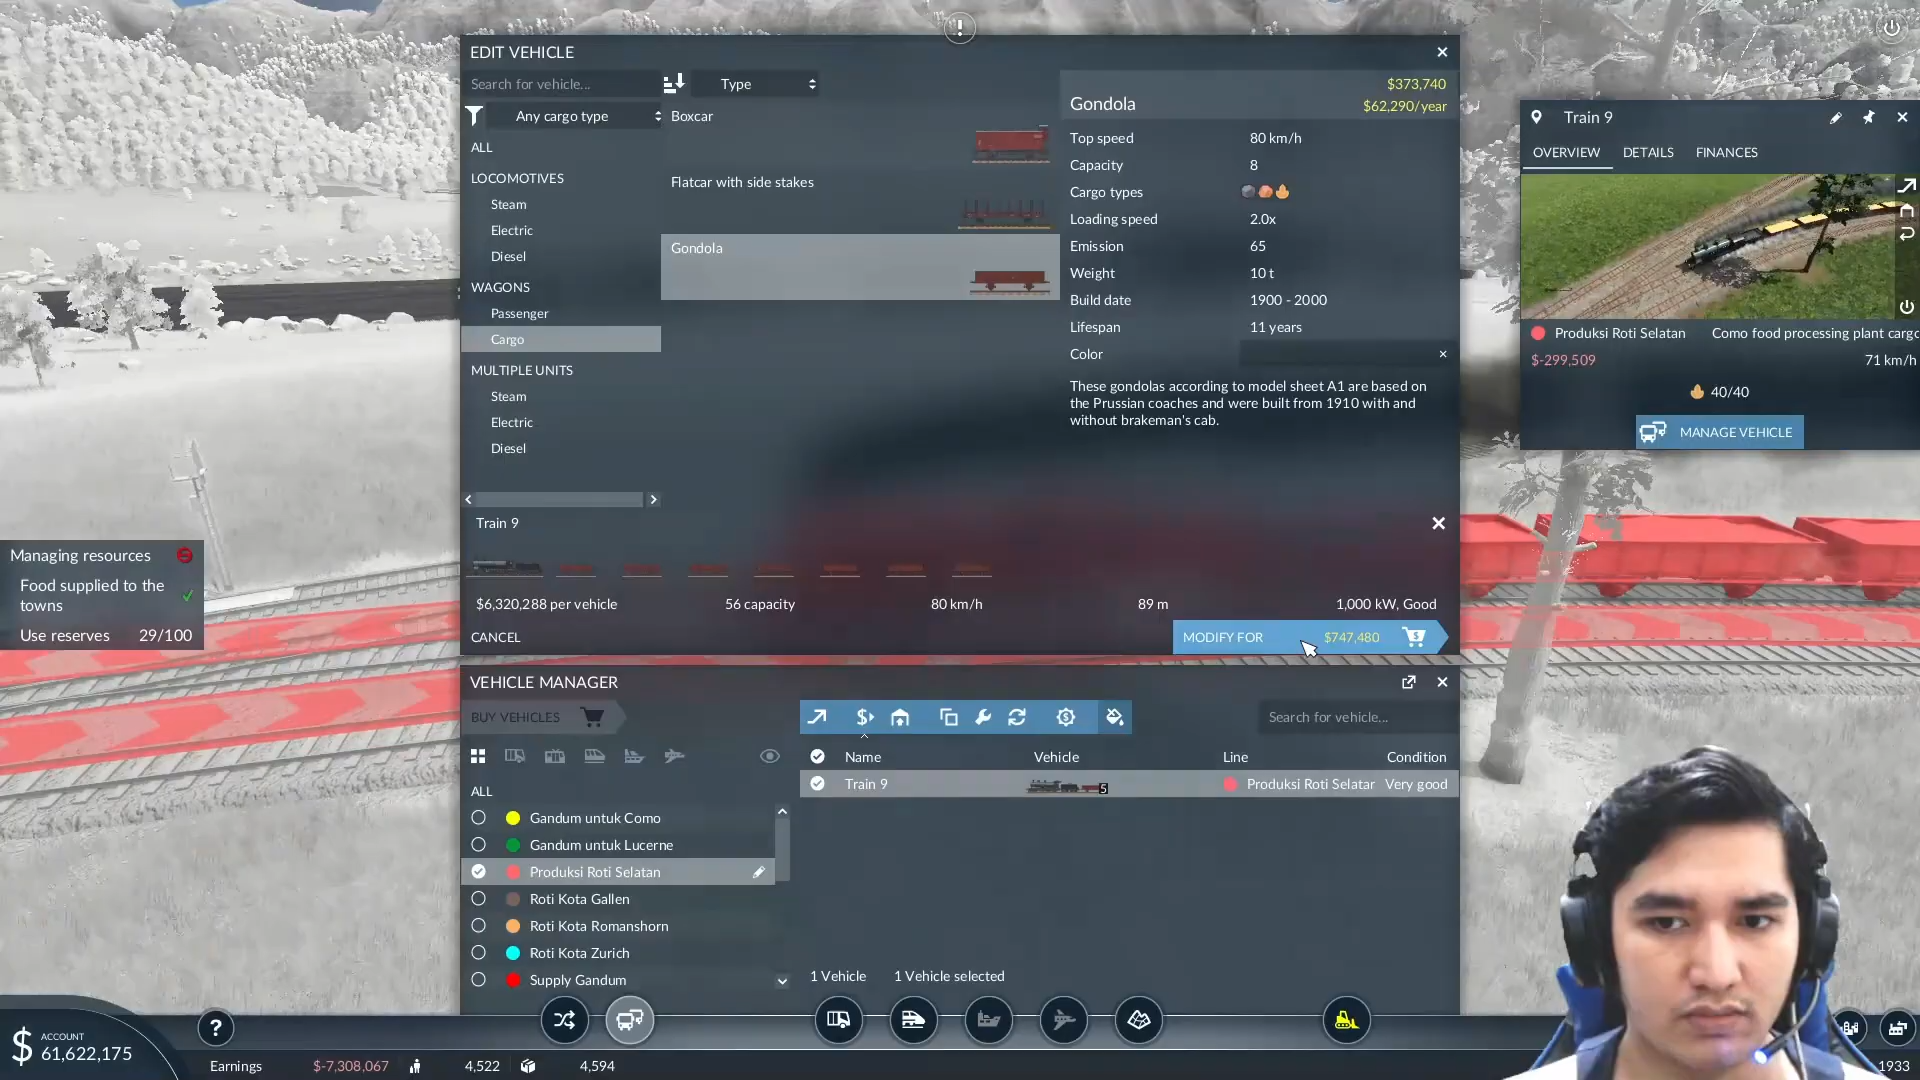 EDIT VEHICLE
Search for vehicle...
Type
Any cargo type
ALL
LOCOMOTIVES
Steam
Electric
Diesel
WAGONS
Passenger
Cargo
MULTIPLE UNITS
Steam
Electric
Diesel
Boxcar
Flatcar with side stakes
Gondola
$373,740
Gondola
$62,290/year
Top speed 80 km/h
Capacity 8
Cargo types
Loading speed 2.0x
Emission 65
Weight 10 t
Build date 1900 - 2000
Lifespan 11 years
Color
These gondolas according to model sheet A1 are based on
the Prussian coaches and were built from 1910 with and
without brakeman's cab.
Train 9
$6,320,288 per vehicle 56 capacity 80 km/h 89 m 1,000 kW, Good
CANCEL
MODIFY FOR $747,480
Train 9
OVERVIEW DETAILS FINANCES
Produksi Roti Selatan Como food processing plant cargo
$-299,509 71 km/h
40/40
MANAGE VEHICLE
Managing resources
Food supplied to the
towns
Use reserves 29/100
VEHICLE MANAGER
BUY VEHICLES
Search for vehicle...
ALL
Gandum untuk Como
Gandum untuk Lucerne
Produksi Roti Selatan
Roti Kota Gallen
Roti Kota Romanshorn
Roti Kota Zurich
Supply Gandum
Name Vehicle Line Condition
Train 9 5 Produksi Roti Selatar Very good
1 Vehicle 1 Vehicle selected
?
$ ACCOUNT
61,622,175
Earnings $-7,308,067 4,522 4,594
1933